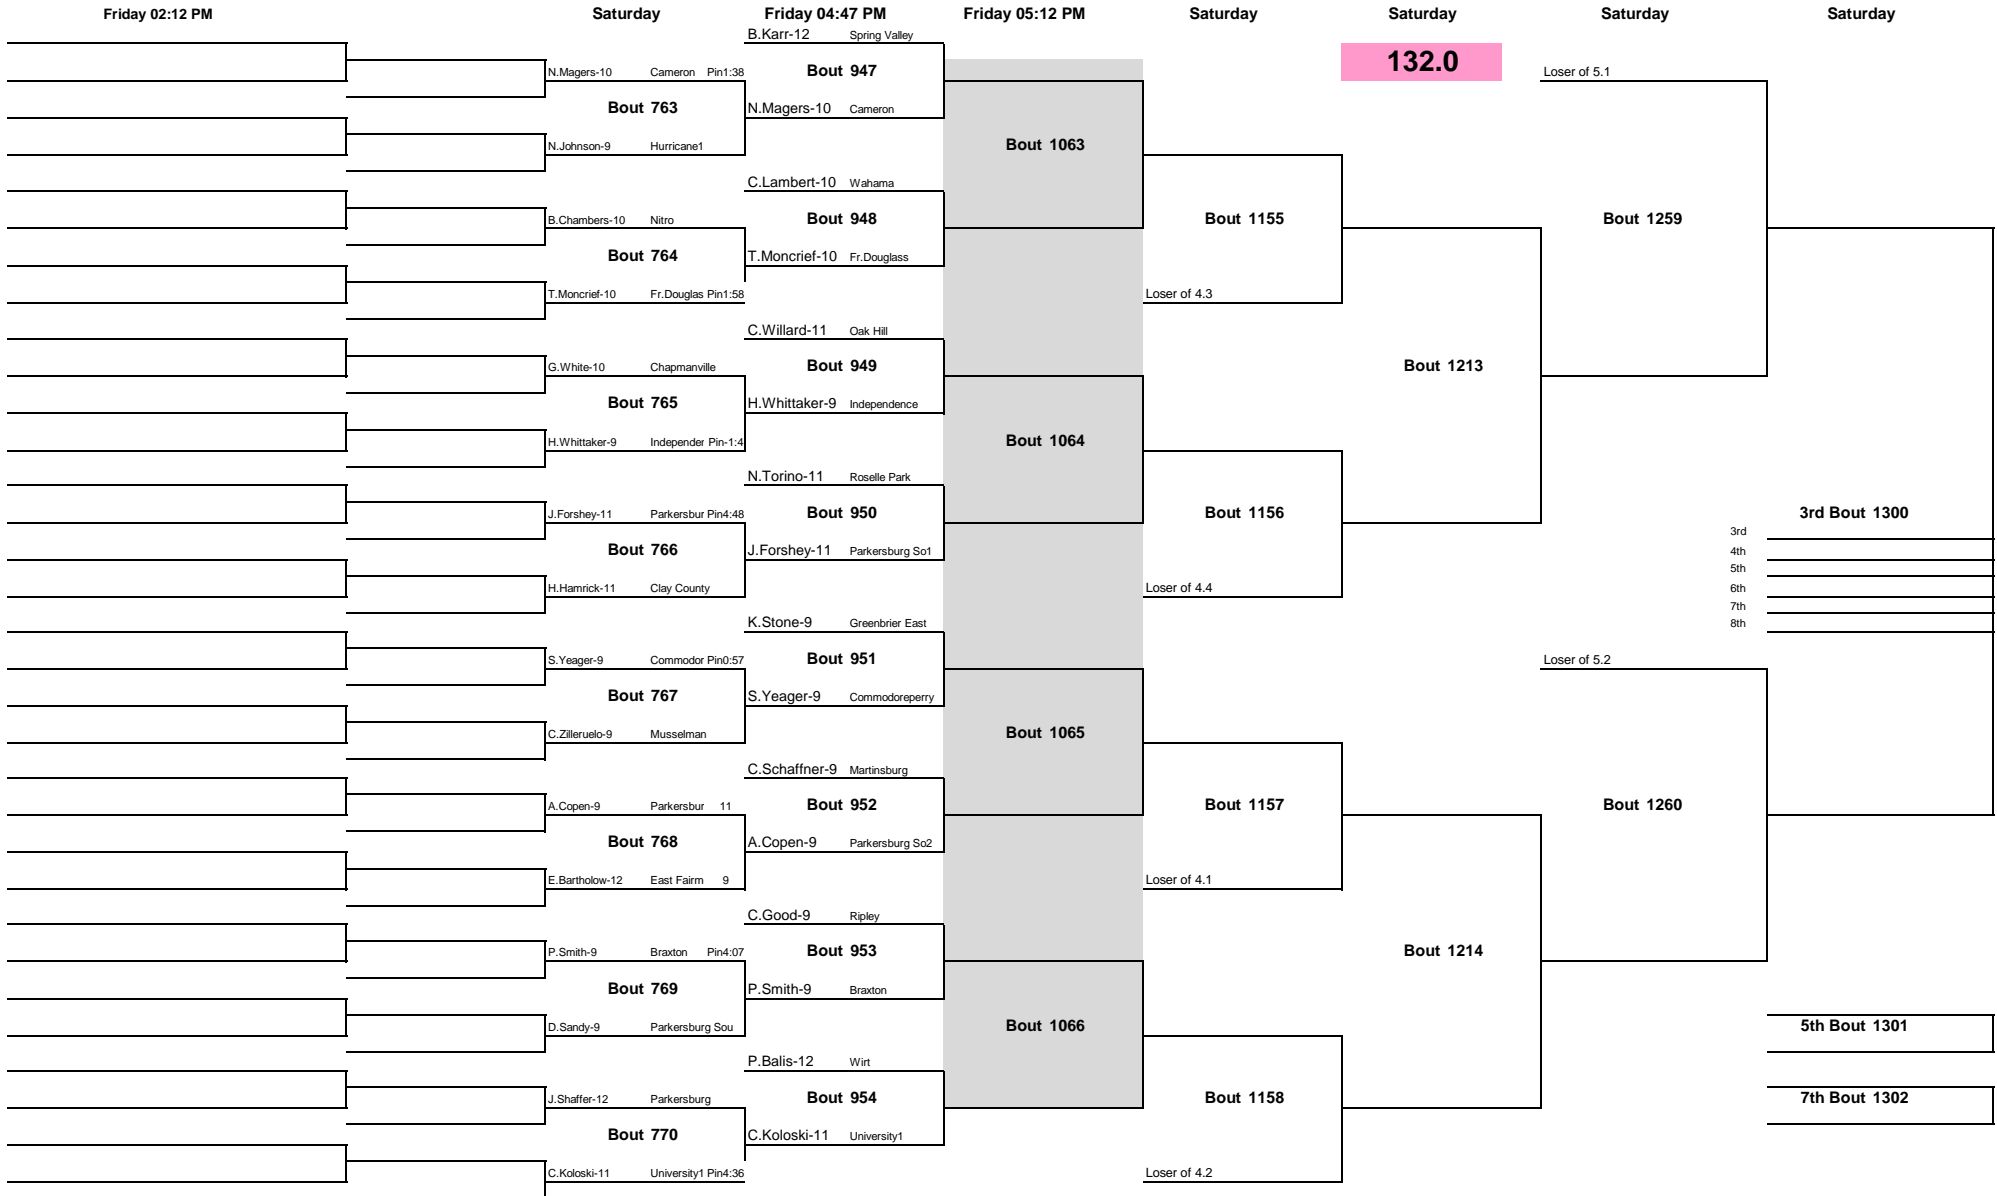 Friday 02:12 PM Saturday Friday 04:47 PM Friday 05:12 PM Saturday Saturday Saturday Saturday
B.Karr-12 Spring Valley
132.0
N.Magers-10 Cameron Pin1:38 Bout 947 Loser of 5.1
Bout 763 N.Magers-10 Cameron
N.Johnson-9 Hurricane1 Bout 1063
C.Lambert-10 Wahama
B.Chambers-10 Nitro Bout 948 Bout 1155 Bout 1259
Bout 764 T.Moncrief-10 Fr.Douglass
T.Moncrief-10 Fr.Douglas Pin1:58 Loser of 4.3
C.Willard-11 Oak Hill
G.White-10 Chapmanville Bout 949 Bout 1213
Bout 765 H.Whittaker-9 Independence
H.Whittaker-9 Independer Pin-1:4 Bout 1064
N.Torino-11 Roselle Park
J.Forshey-11 Parkersbur Pin4:48 Bout 950 Bout 1156 3rd Bout 1300
3rd
Bout 766 J.Forshey-11 Parkersburg So1 4th
5th
H.Hamrick-11 Clay County Loser of 4.4 6th
7th
K.Stone-9 Greenbrier East 8th
S.Yeager-9 Commodor Pin0:57 Bout 951 Loser of 5.2
Bout 767 S.Yeager-9 Commodoreperry
C.Zilleruelo-9 Musselman Bout 1065
C.Schaffner-9 Martinsburg
A.Copen-9 Parkersbur 11 Bout 952 Bout 1157 Bout 1260
Bout 768 A.Copen-9 Parkersburg So2
E.Bartholow-12 East Fairm 9 Loser of 4.1
C.Good-9 Ripley
P.Smith-9 Braxton Pin4:07 Bout 953 Bout 1214
Bout 769 P.Smith-9 Braxton
D.Sandy-9 Parkersburg Sou Bout 1066 5th Bout 1301
P.Balis-12 Wirt
J.Shaffer-12 Parkersburg Bout 954 Bout 1158 7th Bout 1302
Bout 770 C.Koloski-11 University1
C.Koloski-11 University1 Pin4:36 Loser of 4.2